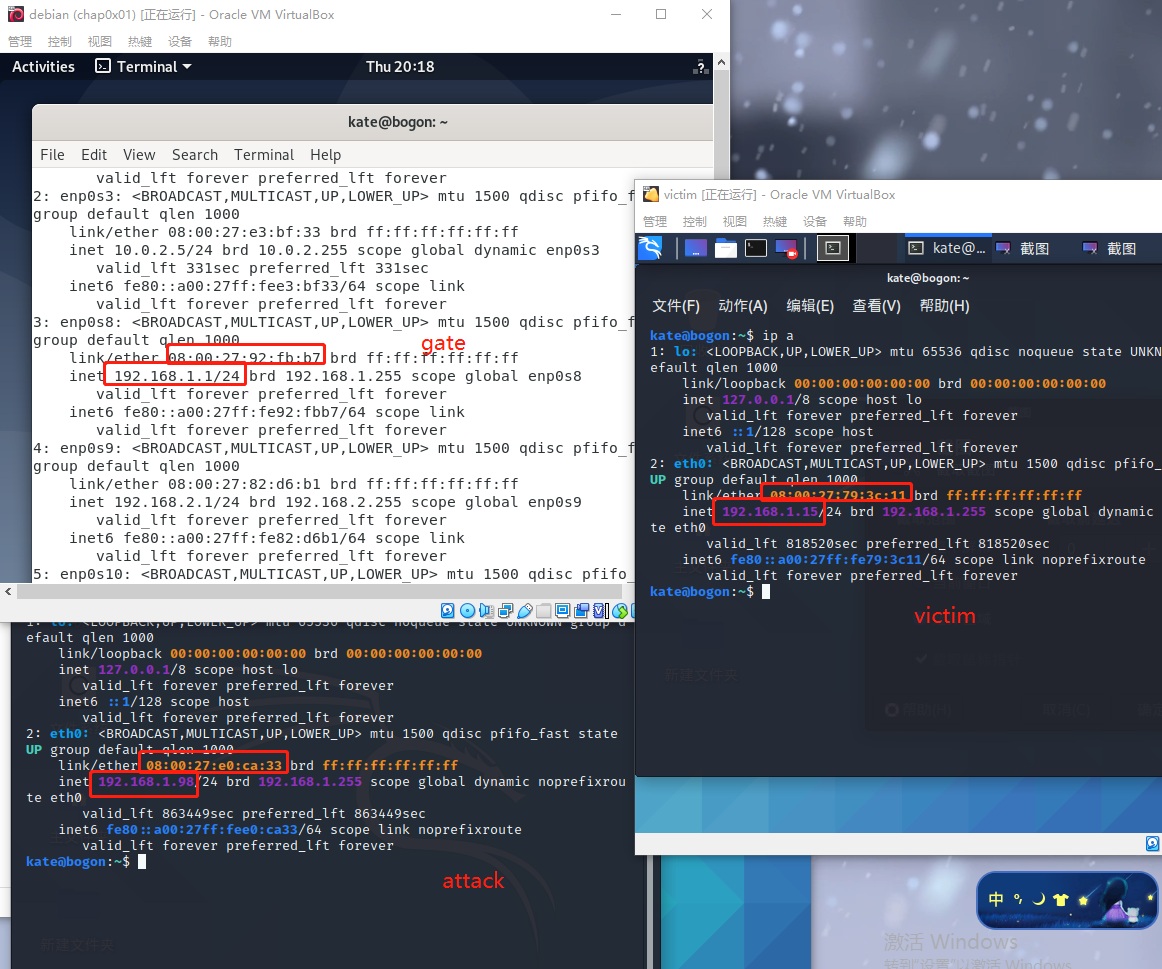 debian (chap0x01) [正在运行] - Oracle VM VirtualBox
管理 控制 视图 热键 设备 帮助
Activities Terminal Thu 20:18
kate@bogon: ~
File Edit View Search Terminal Help
valid_lft forever preferred_lft forever
2: enp0s3: <BROADCAST,MULTICAST,UP,LOWER_UP> mtu 1500 qdisc pfifo_f
group default qlen 1000
link/ether 08:00:27:e3:bf:33 brd ff:ff:ff:ff:ff:ff
inet 10.0.2.5/24 brd 10.0.2.255 scope global dynamic enp0s3
valid_lft 331sec preferred_lft 331sec
inet6 fe80::a00:27ff:fee3:bf33/64 scope link
valid_lft forever preferred_lft forever
3: enp0s8: <BROADCAST,MULTICAST,UP,LOWER_UP> mtu 1500 qdisc pfifo_f
group default qlen 1000
gate
link/ether 08:00:27:92:fb:b7 brd ff:ff:ff:ff:ff:ff
inet 192.168.1.1/24 brd 192.168.1.255 scope global enp0s8
valid_lft forever preferred_lft forever
inet6 fe80::a00:27ff:fe92:fbb7/64 scope link
valid_lft forever preferred_lft forever
4: enp0s9: <BROADCAST,MULTICAST,UP,LOWER_UP> mtu 1500 qdisc pfifo_f
group default qlen 1000
link/ether 08:00:27:82:d6:b1 brd ff:ff:ff:ff:ff:ff
inet 192.168.2.1/24 brd 192.168.2.255 scope global enp0s9
valid_lft forever preferred_lft forever
inet6 fe80::a00:27ff:fe82:d6b1/64 scope link
valid_lft forever preferred_lft forever
5: enp0s10: <BROADCAST,MULTICAST,UP,LOWER_UP> mtu 1500 qdisc pfifo_
victim [正在运行] - Oracle VM VirtualBox
管理 控制 视图 热键 设备 帮助
kate@... 截图 截图
kate@bogon: ~
文件(F) 动作(A) 编辑(E) 查看(V) 帮助(H)
kate@bogon:~$ ip a
1: lo: <LOOPBACK,UP,LOWER_UP> mtu 65536 qdisc noqueue state UNKN
efault qlen 1000
link/loopback 00:00:00:00:00:00 brd 00:00:00:00:00:00
inet 127.0.0.1/8 scope host lo
valid_lft forever preferred_lft forever
inet6 ::1/128 scope host
valid_lft forever preferred_lft forever
2: eth0: <BROADCAST,MULTICAST,UP,LOWER_UP> mtu 1500 qdisc pfifo_
UP group default qlen 1000
link/ether 08:00:27:79:3c:11 brd ff:ff:ff:ff:ff:ff
inet 192.168.1.15/24 brd 192.168.1.255 scope global dynamic
te eth0
valid_lft 818520sec preferred_lft 818520sec
inet6 fe80::a00:27ff:fe79:3c11/64 scope link noprefixroute
valid_lft forever preferred_lft forever
kate@bogon:~$
victim
1: lo: <LOOPBACK,UP,LOWER_UP> mtu 65536 qdisc noqueue state UNKNOWN group d
efault qlen 1000
link/loopback 00:00:00:00:00:00 brd 00:00:00:00:00:00
inet 127.0.0.1/8 scope host lo
valid_lft forever preferred_lft forever
inet6 ::1/128 scope host
valid_lft forever preferred_lft forever
2: eth0: <BROADCAST,MULTICAST,UP,LOWER_UP> mtu 1500 qdisc pfifo_fast state
UP group default qlen 1000
link/ether 08:00:27:e0:ca:33 brd ff:ff:ff:ff:ff:ff
inet 192.168.1.98/24 brd 192.168.1.255 scope global dynamic noprefixrou
te eth0
valid_lft 863449sec preferred_lft 863449sec
inet6 fe80::a00:27ff:fee0:ca33/64 scope link noprefixroute
valid_lft forever preferred_lft forever
kate@bogon:~$
attack
新建文件夹
新建文件夹
中
激活 Windows
转到"设置"以激活 Windows